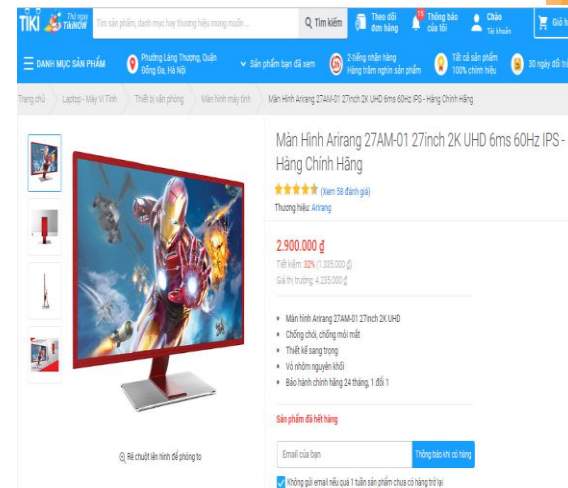 TIKI
Thử ngay
TikiNOW
Tìm sản phẩm, danh mục hay thương hiệu mong muốn ...
Tìm kiếm
Theo dõi
đơn hàng
15
Thông báo
của tôi
Chào
Tài khoản
Giỏ hà
DANH MỤC SẢN PHẨM
Phường Láng Thượng, Quận
Đống Đa, Hà Nội
Sản phẩm bạn đã xem
2-tiếng nhận hàng
Hàng trăm nghìn sản phẩm
Tất cả sản phẩm
100% chính hiệu
30 ngày đổi trả
Trang chủ
Laptop - Máy Vi Tính
Thiết bị văn phòng
Màn hình máy tính
Màn Hình Arirang 27AM-01 27inch 2K UHD 6ms 60Hz IPS - Hàng Chính Hãng
Màn Hình Arirang 27AM-01 27inch 2K UHD 6ms 60Hz IPS -
Hàng Chính Hãng
(Xem 58 đánh giá)
Thương hiệu: Arirang
2.900.000 ₫
Tiết kiệm: 32% (1.335.000 ₫)
Giá thị trường: 4.235.000 ₫
Màn hình Arirang 27AM-01 27inch 2K UHD
Chống chói, chống mỏi mắt
Thiết kế sang trọng
Vỏ nhôm nguyên khối
Bảo hành chính hãng 24 tháng, 1 đổi 1
Sản phẩm đã hết hàng
Email của bạn
Thông báo khi có hàng
Không gửi email nếu quá 1 tuần sản phẩm chưa có hàng trở lại
Rê chuột lên hình để phóng to